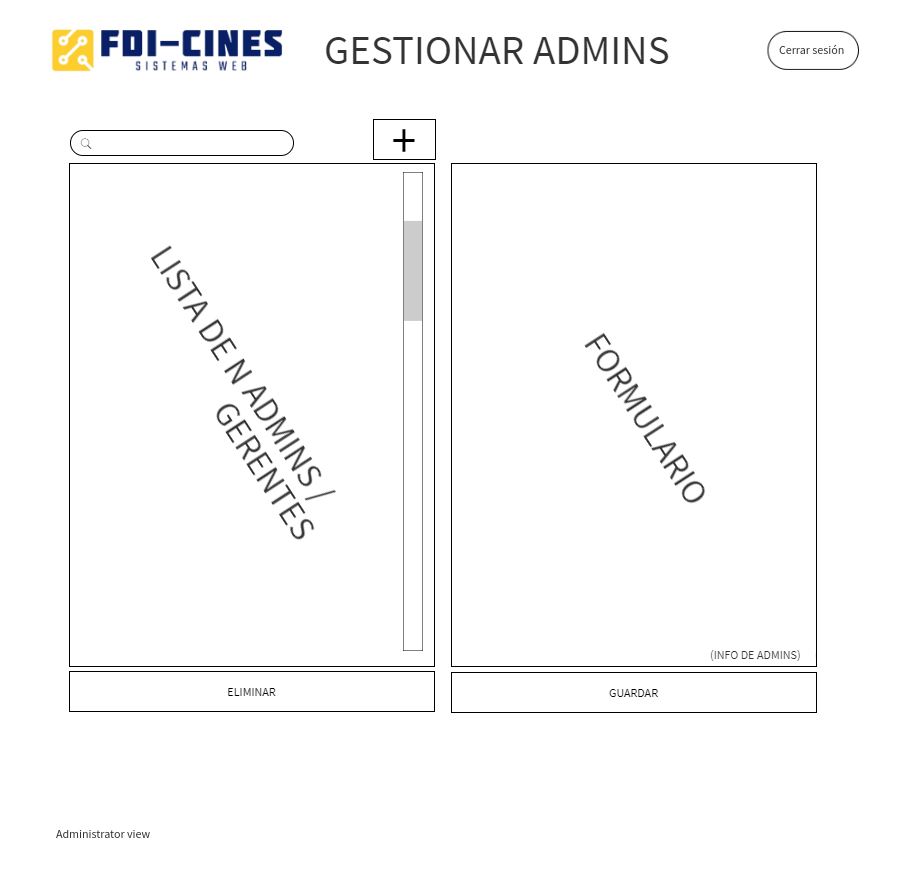 FDI-CINES
SISTEMAS WEB
GESTIONAR ADMINS
Cerrar sesión
+
LISTA DE N ADMINS /
GERENTES
FORMULARIO
(INFO DE ADMINS)
ELIMINAR
GUARDAR
Administrator view